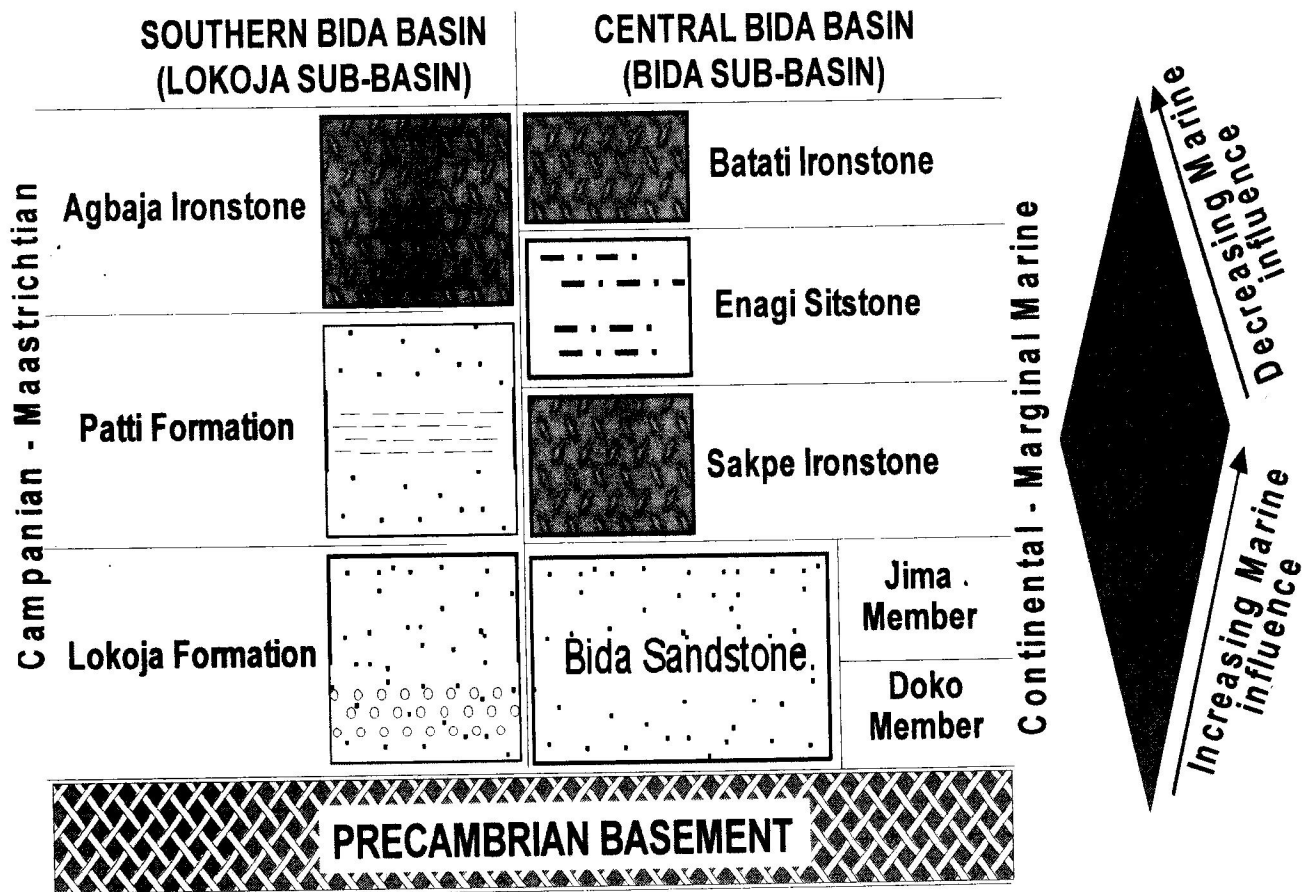 SOUTHERN BIDA BASIN
(LOKOJA SUB-BASIN)
CENTRAL BIDA BASIN
(BIDA SUB-BASIN)
Campanian - Maastrichtian
Agbaja Ironstone
Patti Formation
Lokoja Formation
Batati Ironstone
Enagi Sitstone
Sakpe Ironstone
Bida Sandstone.
Jima
Member
Doko
Member
Continental - Marginal Marine
Decreasing Marine
influence
Increasing Marine
influence
PRECAMBRIAN BASEMENT